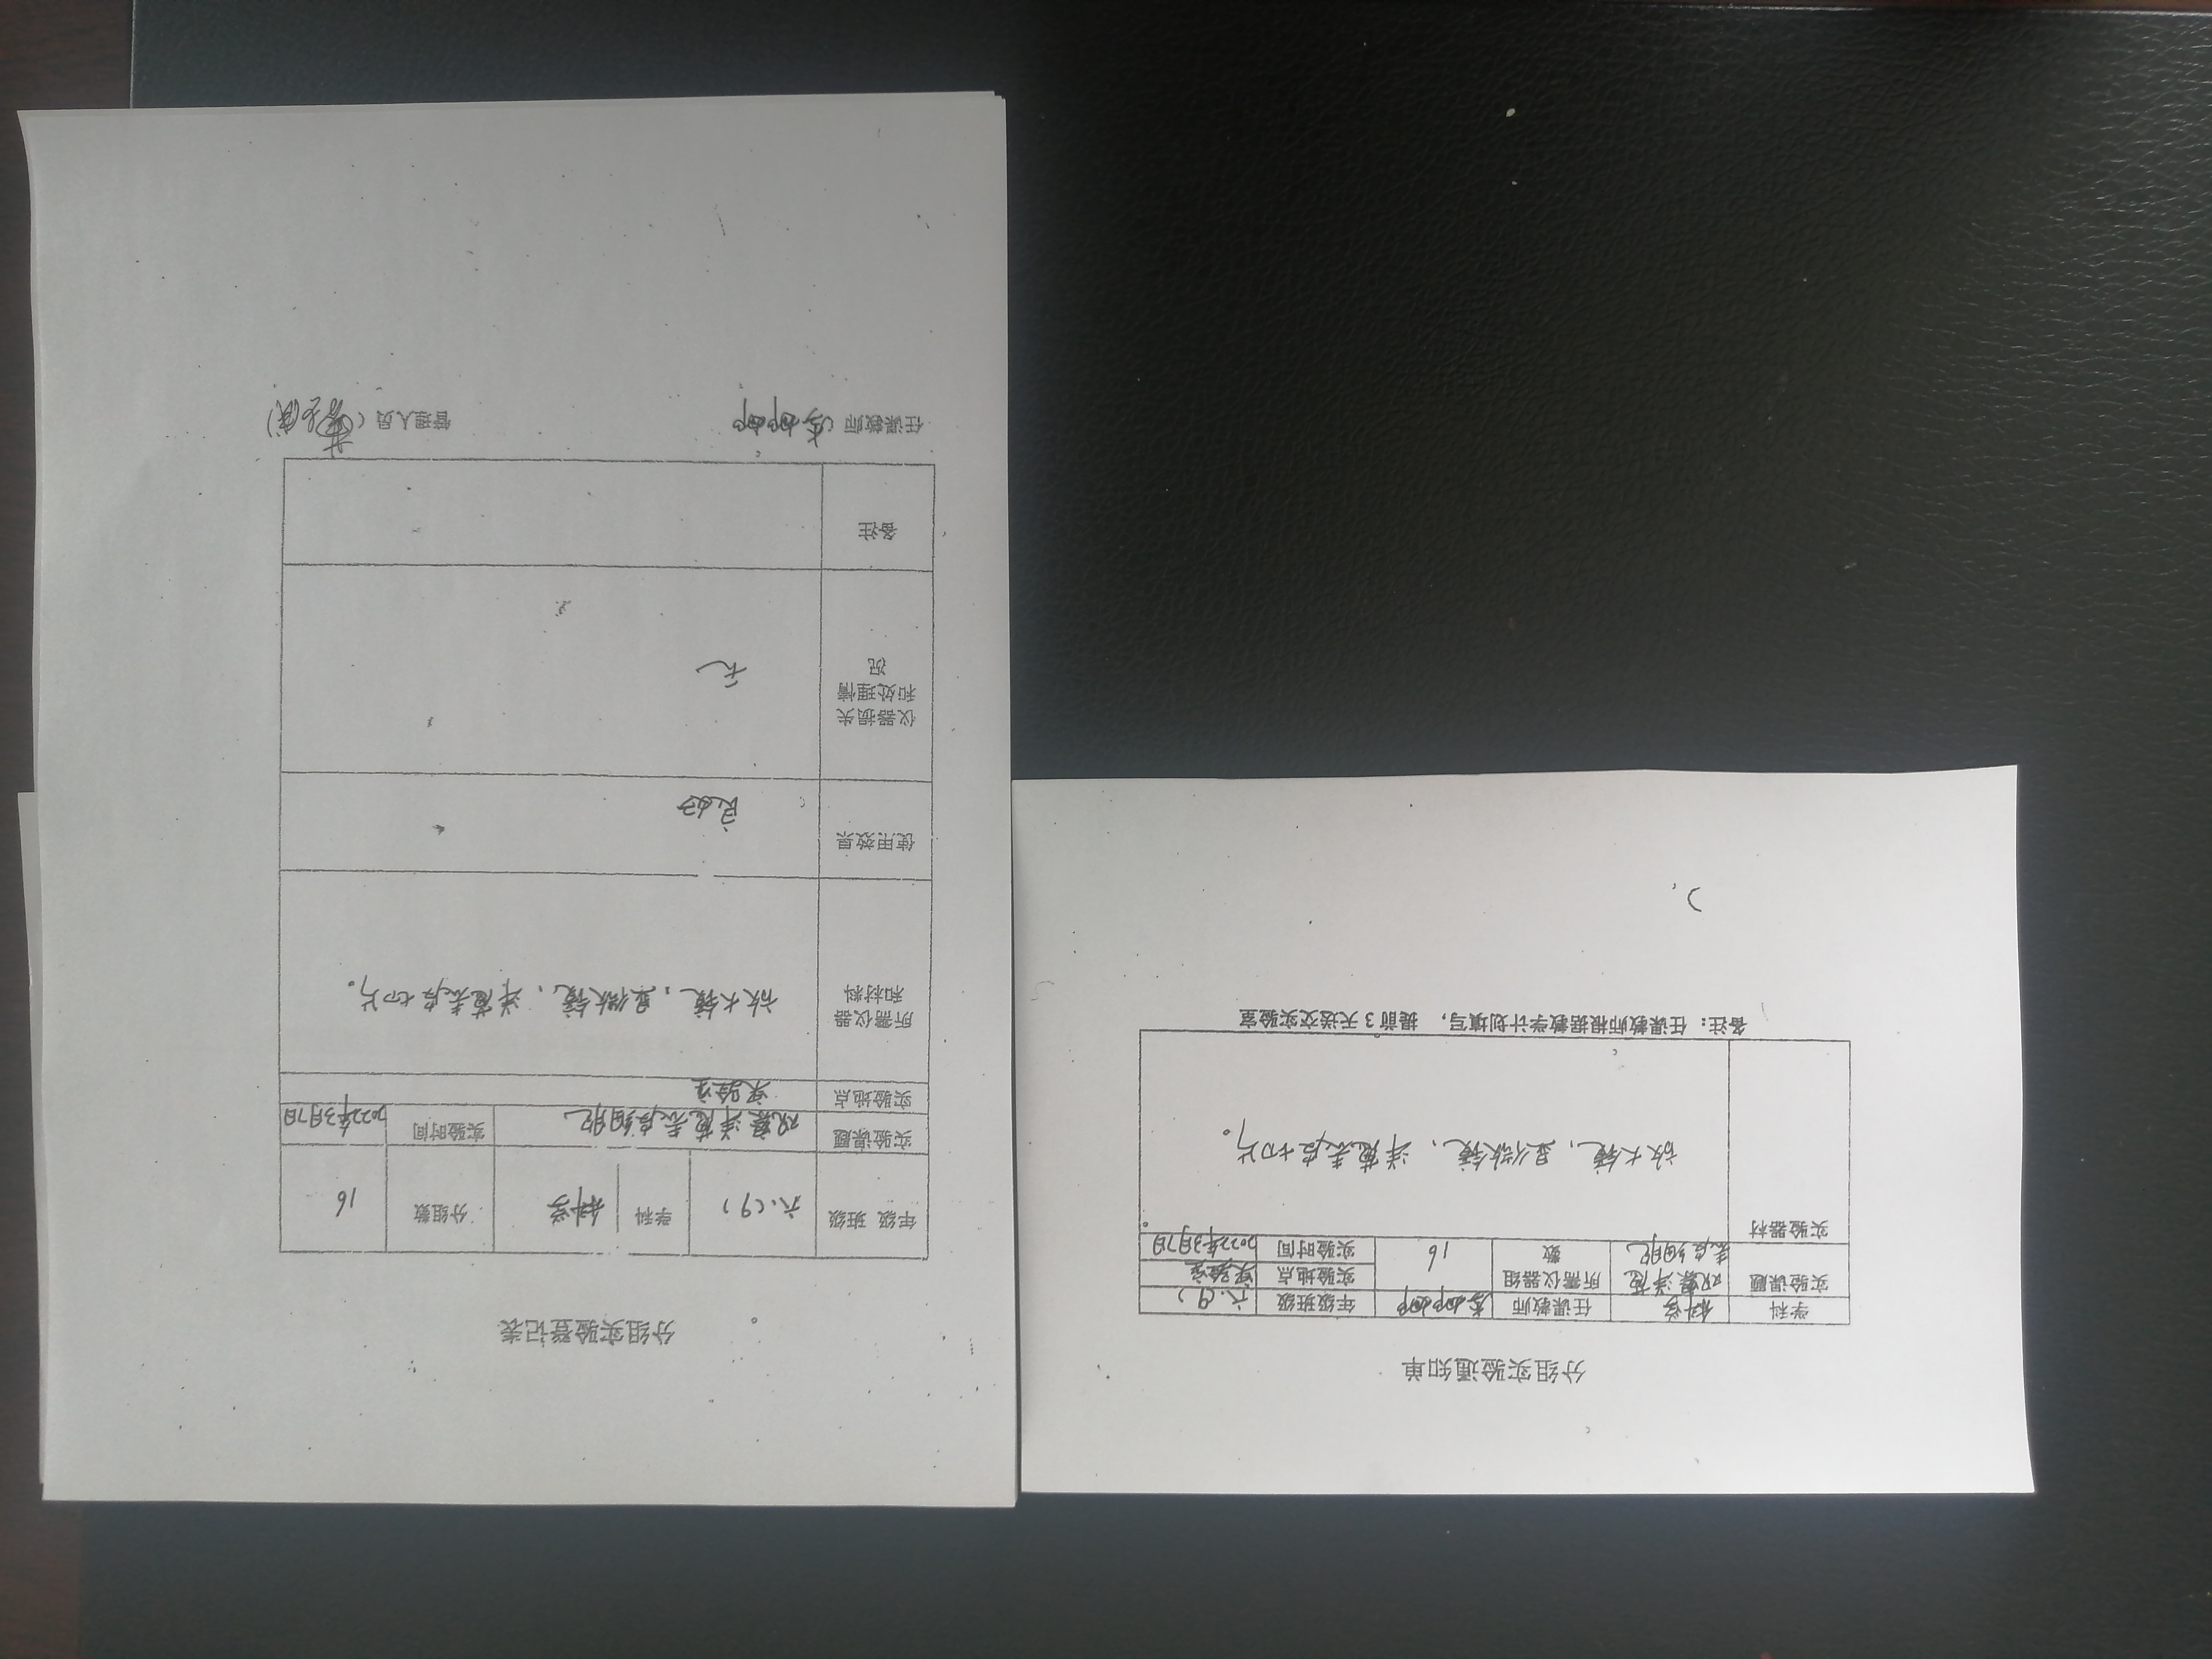 分组实验通知单
学科 科学 任课教师 年级班级 六.(9)
实验课题 观察洋葱表皮细胞 所需仪器组数 16 实验地点 实验室
实验时间 2022年3月7日
实验器材 放大镜、显微镜、洋葱表皮切片。
备注：任课教师根据教学计划填写，提前3天送交实验室
分组实验登记表
年级 班级 六.(9) 学科 科学 分组数 16
实验课题 观察洋葱表皮细胞 实验时间 2022年3月7日
实验地点 实验室
所需仪器和材料 放大镜、显微镜、洋葱表皮切片。
使用效果 良好
仪器损失和处理情况 无
备注
任课教师（ 管理人员（ ）